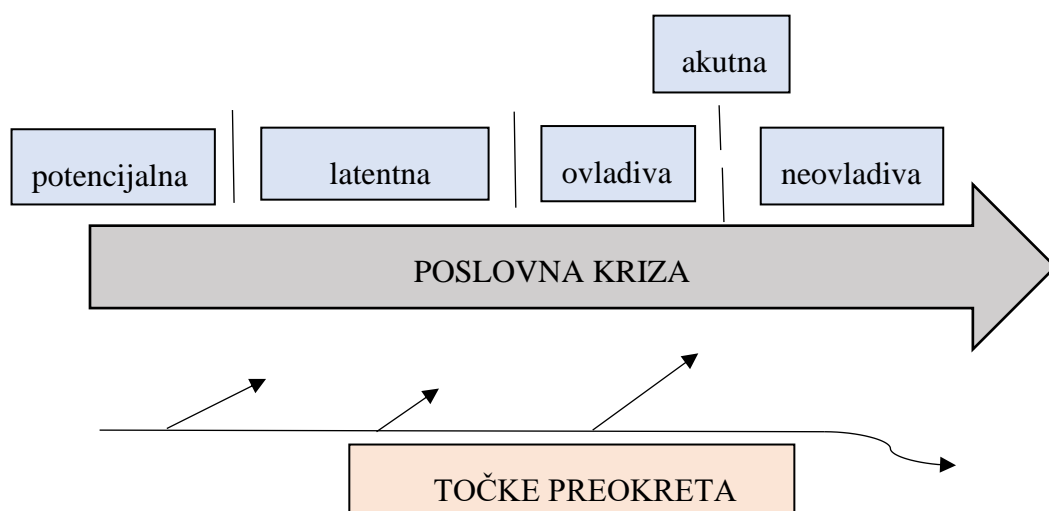 akutna
potencijalna
latentna
ovladiva
neovladiva
POSLOVNA KRIZA
TOČKE PREOKRETA